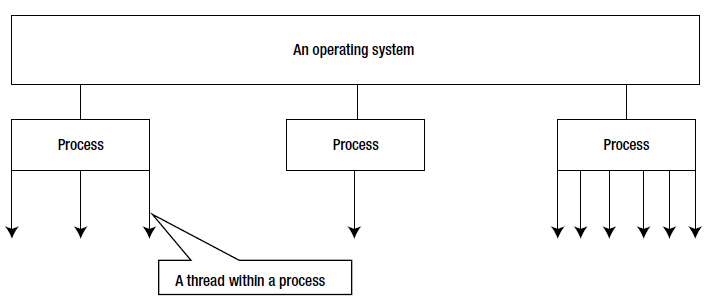 An operating system
Process
Process
Process
A thread within a process